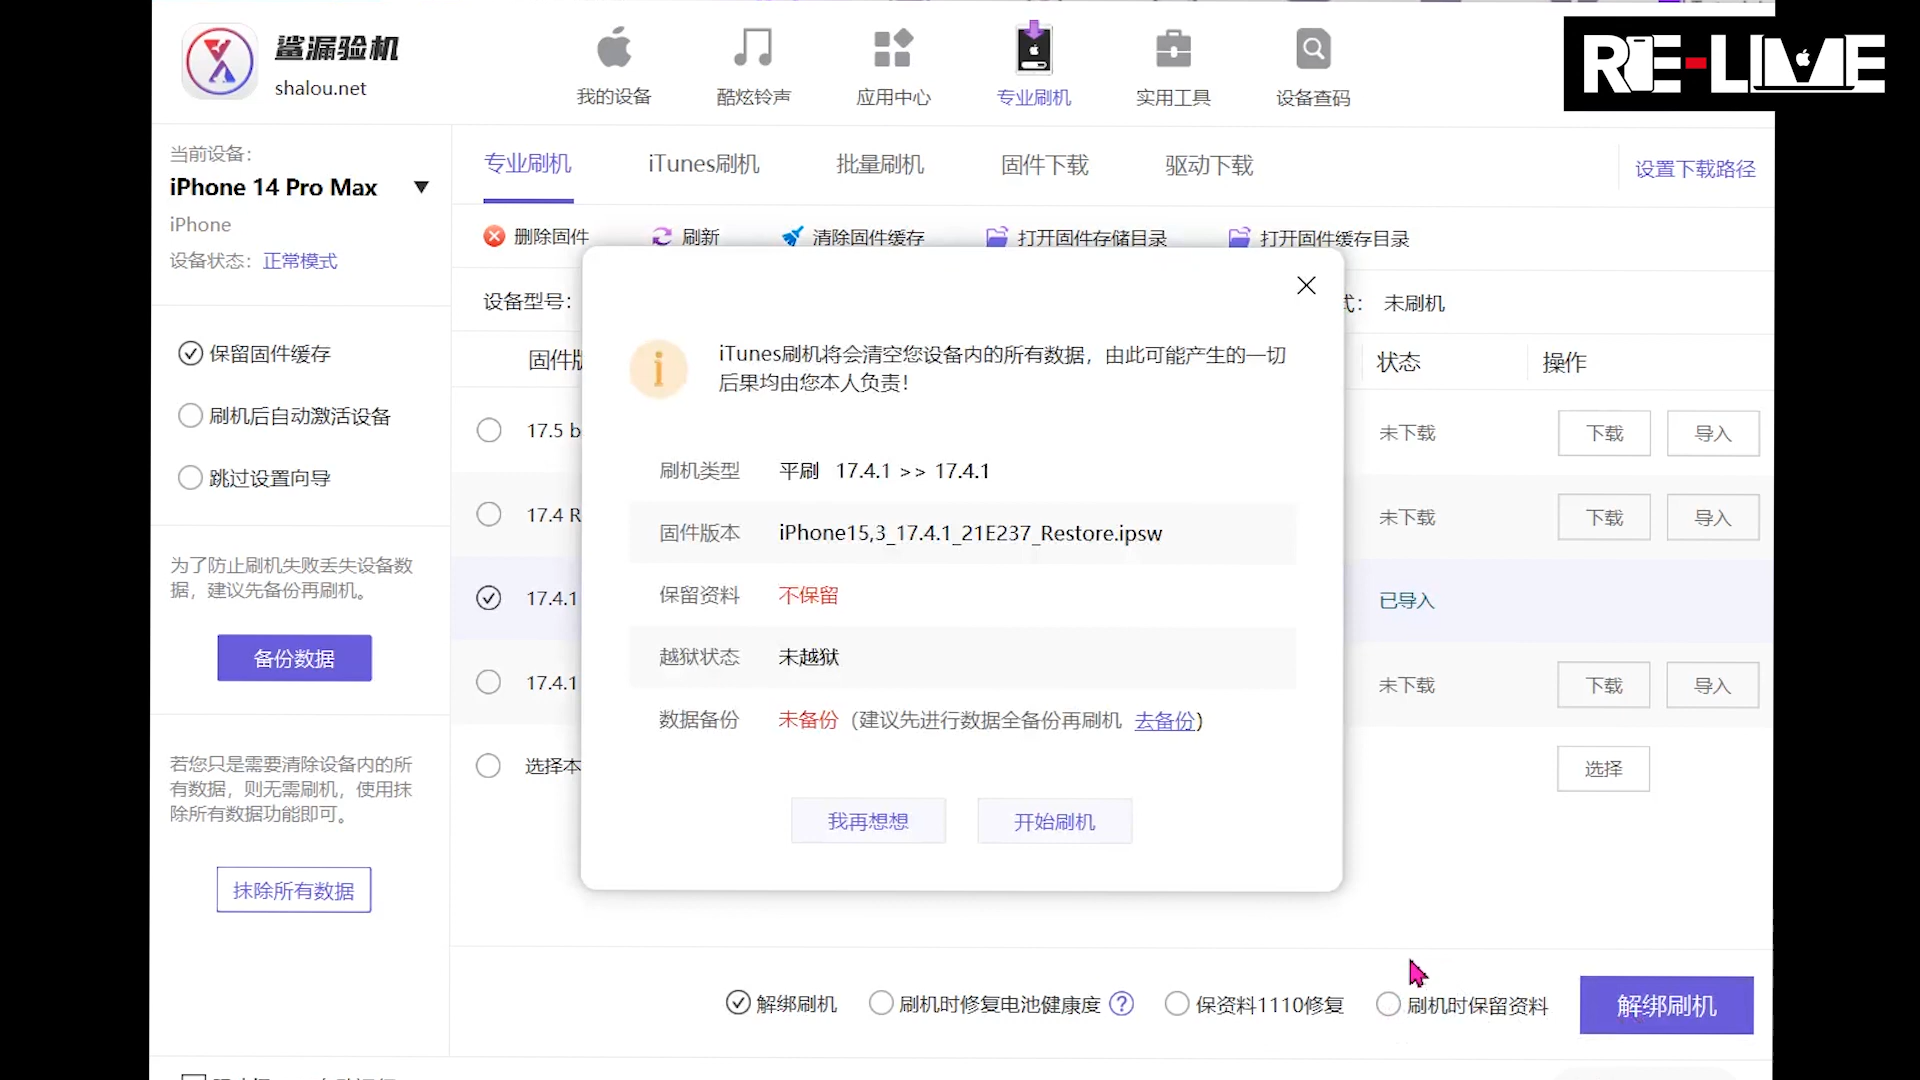 鲨漏验机
shalou.net
我的设备
酷炫铃声
应用中心
专业刷机
实用工具
设备查码
RE-LIVE
当前设备：
iPhone 14 Pro Max
iPhone
设备状态： 正常模式
专业刷机
iTunes刷机
批量刷机
固件下载
驱动下载
设置下载路径
删除固件
刷新
清除固件缓存
打开固件存储目录
打开固件缓存目录
设备型号：
式： 未刷机
保留固件缓存
刷机后自动激活设备
跳过设置向导
为了防止刷机失败丢失设备数
据，建议先备份再刷机。
备份数据
若您只是需要清除设备内的所
有数据，则无需刷机，使用抹
除所有数据功能即可。
抹除所有数据
固件版
状态
操作
17.5 b
未下载
下载
导入
17.4 R
未下载
下载
导入
17.4.1
已导入
17.4.1
未下载
下载
导入
选择本
选择
iTunes刷机将会清空您设备内的所有数据，由此可能产生的一切
后果均由您本人负责！
刷机类型 平刷 17.4.1 >> 17.4.1
固件版本 iPhone15,3_17.4.1_21E237_Restore.ipsw
保留资料 不保留
越狱状态 未越狱
数据备份 未备份（建议先进行数据全备份再刷机 去备份）
我再想想
开始刷机
解绑刷机
刷机时修复电池健康度 ?
保资料1110修复
刷机时保留资料
解绑刷机